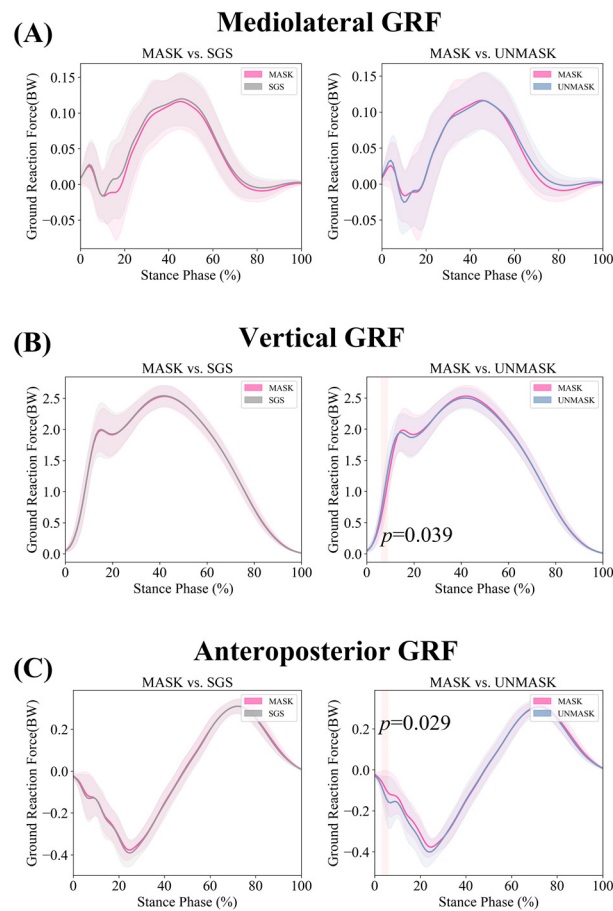 (A)
Mediolateral GRF
MASK vs. SGS
MASK vs. UNMASK
Ground Reaction Force(BW)
0.15
0.10
0.05
0.00
−0.05
MASK
SGS
0 20 40 60 80 100
Stance Phase (%)
Ground Reaction Force(BW)
0.15
0.10
0.05
0.00
−0.05
MASK
UNMASK
0 20 40 60 80 100
Stance Phase (%)
(B)
Vertical GRF
MASK vs. SGS
MASK vs. UNMASK
Ground Reaction Force(BW)
2.5
2.0
1.5
1.0
0.5
0.0
MASK
SGS
0 20 40 60 80 100
Stance Phase (%)
Ground Reaction Force(BW)
2.5
2.0
1.5
1.0
0.5
0.0
MASK
UNMASK
p=0.039
0 20 40 60 80 100
Stance Phase (%)
(C)
Anteroposterior GRF
MASK vs. SGS
MASK vs. UNMASK
Ground Reaction Force(BW)
0.2
0.0
−0.2
−0.4
MASK
SGS
0 20 40 60 80 100
Stance Phase (%)
Ground Reaction Force(BW)
0.2
0.0
−0.2
−0.4
MASK
UNMASK
p=0.029
0 20 40 60 80 100
Stance Phase (%)